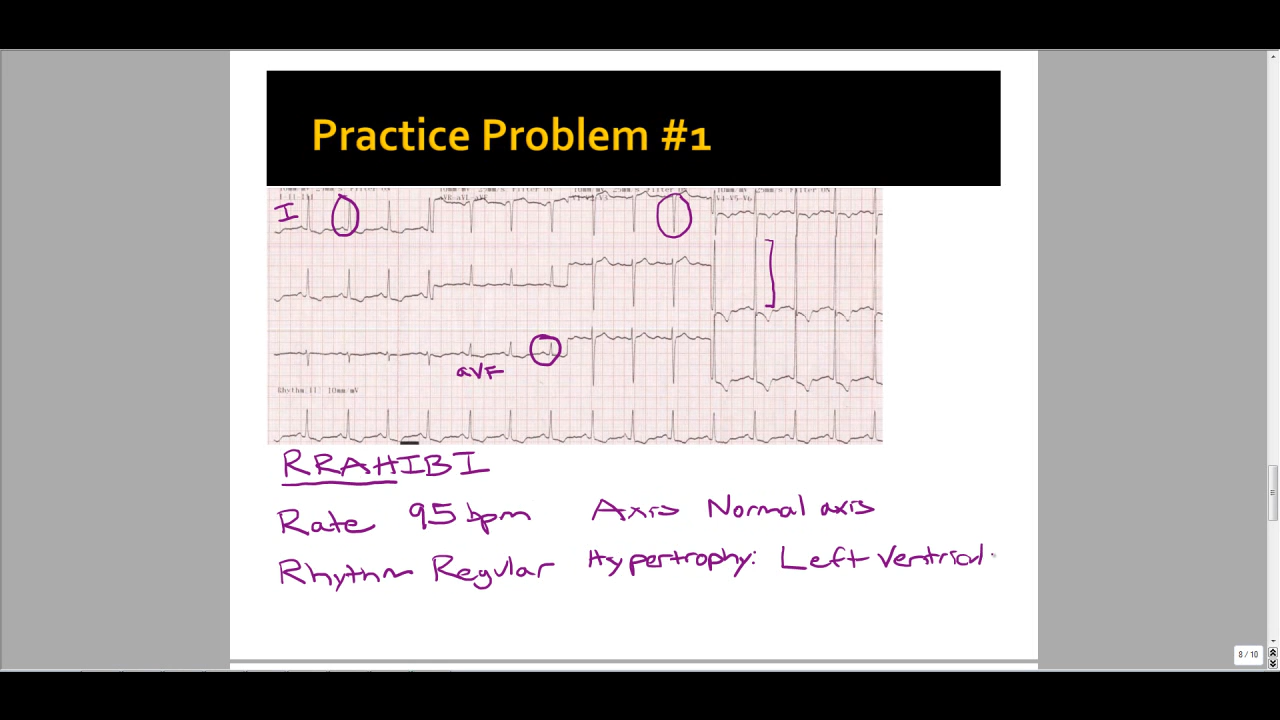 Practice Problem #1
I
aVF
Rhythm II 10mm/mV
RRAHIBI
Rate 95 bpm Axis Normal axis
Rhythm Regular Hypertrophy: Left Ventricul
8 / 10